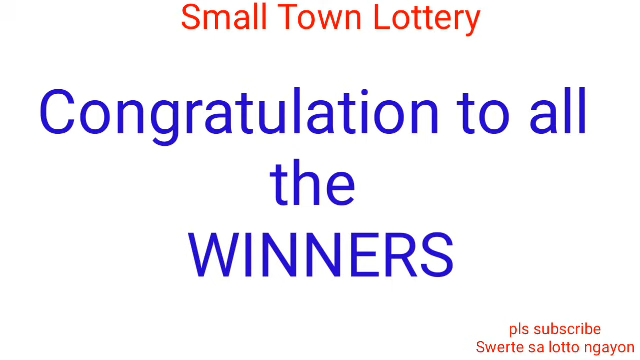 Small Town Lottery
Congratulation to all
the
WINNERS
pls subscribe
Swerte sa lotto ngayon